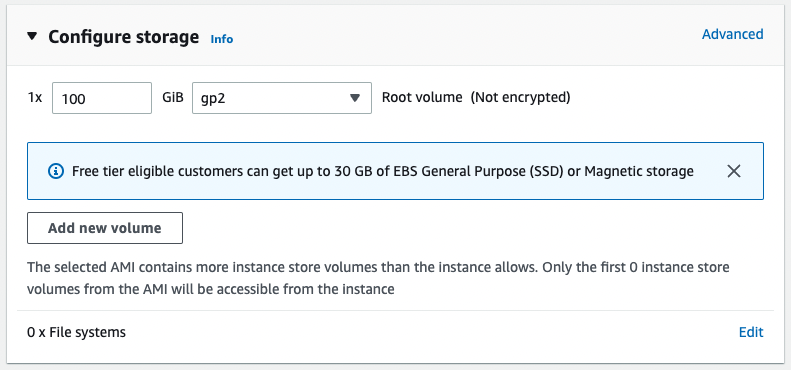 Configure storage Info Advanced
1x 100 GiB gp2 Root volume (Not encrypted)
Free tier eligible customers can get up to 30 GB of EBS General Purpose (SSD) or Magnetic storage
Add new volume
The selected AMI contains more instance store volumes than the instance allows. Only the first 0 instance store
volumes from the AMI will be accessible from the instance
0 x File systems Edit